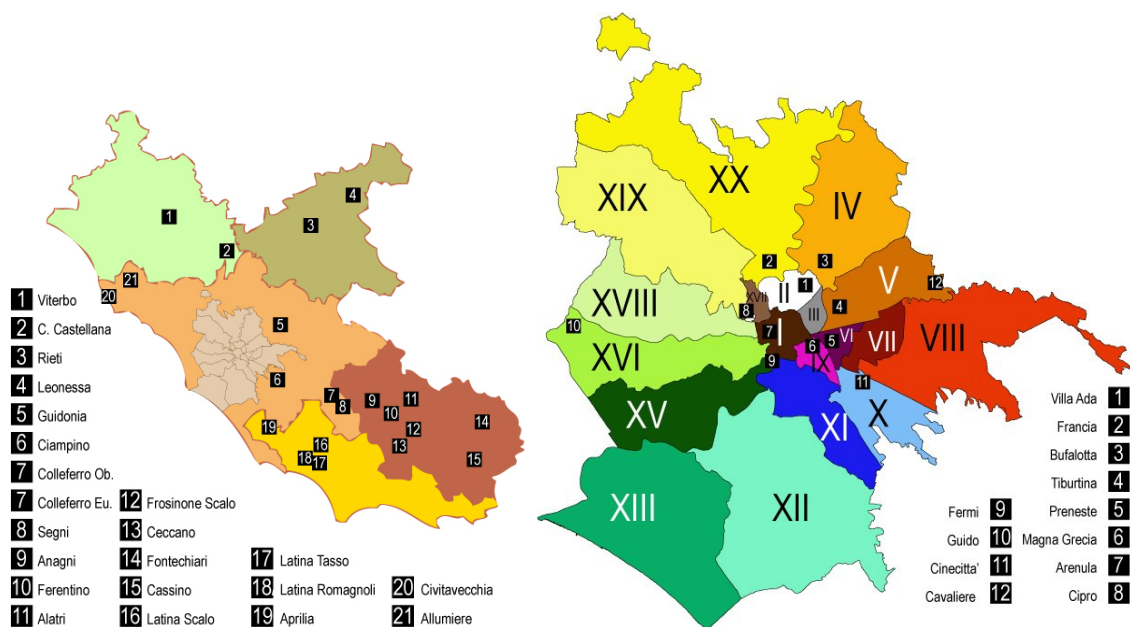 1
2
3
4
5
6
7
8
9
10
11
12
13
14
15
16
17
18
19
20
21
1 Viterbo
2 C. Castellana
3 Rieti
4 Leonessa
5 Guidonia
6 Ciampino
7 Colleferro Ob.
7 Colleferro Eu.
8 Segni
9 Anagni
10 Ferentino
11 Alatri
12 Frosinone Scalo
13 Ceccano
14 Fontechiari
15 Cassino
16 Latina Scalo
17 Latina Tasso
18 Latina Romagnoli
19 Aprilia
20 Civitavecchia
21 Allumiere
XX
XIX
IV
XVIII
XVII
II
III
V
I
VI
VII
VIII
IX
XVI
XV
XI
X
XIII
XII
1
2
3
4
5
6
7
8
9
10
11
12
Villa Ada 1
Francia 2
Bufalotta 3
Tiburtina 4
Preneste 5
Magna Grecia 6
Arenula 7
Cipro 8
Fermi 9
Guido 10
Cinecitta' 11
Cavaliere 12